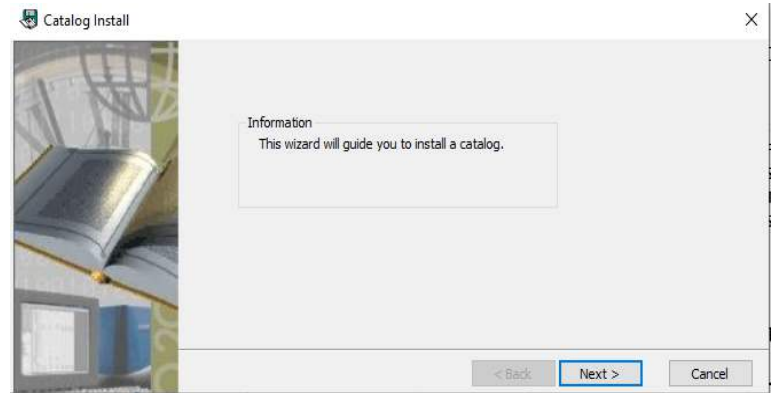 Catalog Install
Information
This wizard will guide you to install a catalog.
< Back
Next >
Cancel